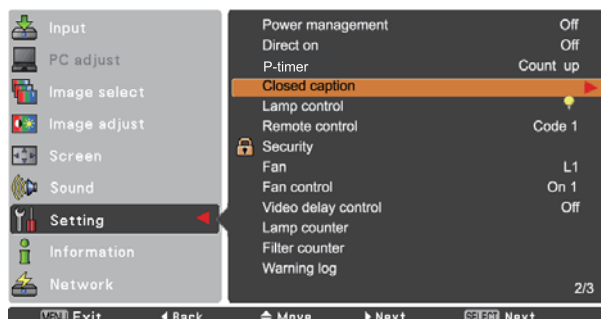 Input
PC adjust
Image select
Image adjust
Screen
Sound
Setting
Information
Network
Power management Off
Direct on Off
P-timer Count up
Closed caption
Lamp control
Remote control Code 1
Security
Fan L1
Fan control On 1
Video delay control Off
Lamp counter
Filter counter
Warning log
2/3
MENU Exit Back Move Next SELECT Next